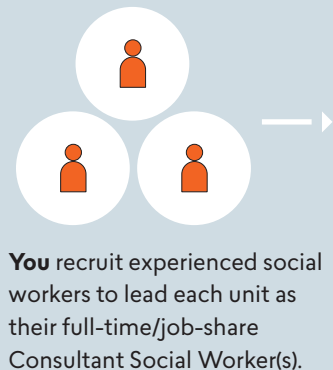 You recruit experienced social
workers to lead each unit as
their full-time/job-share
Consultant Social Worker(s).